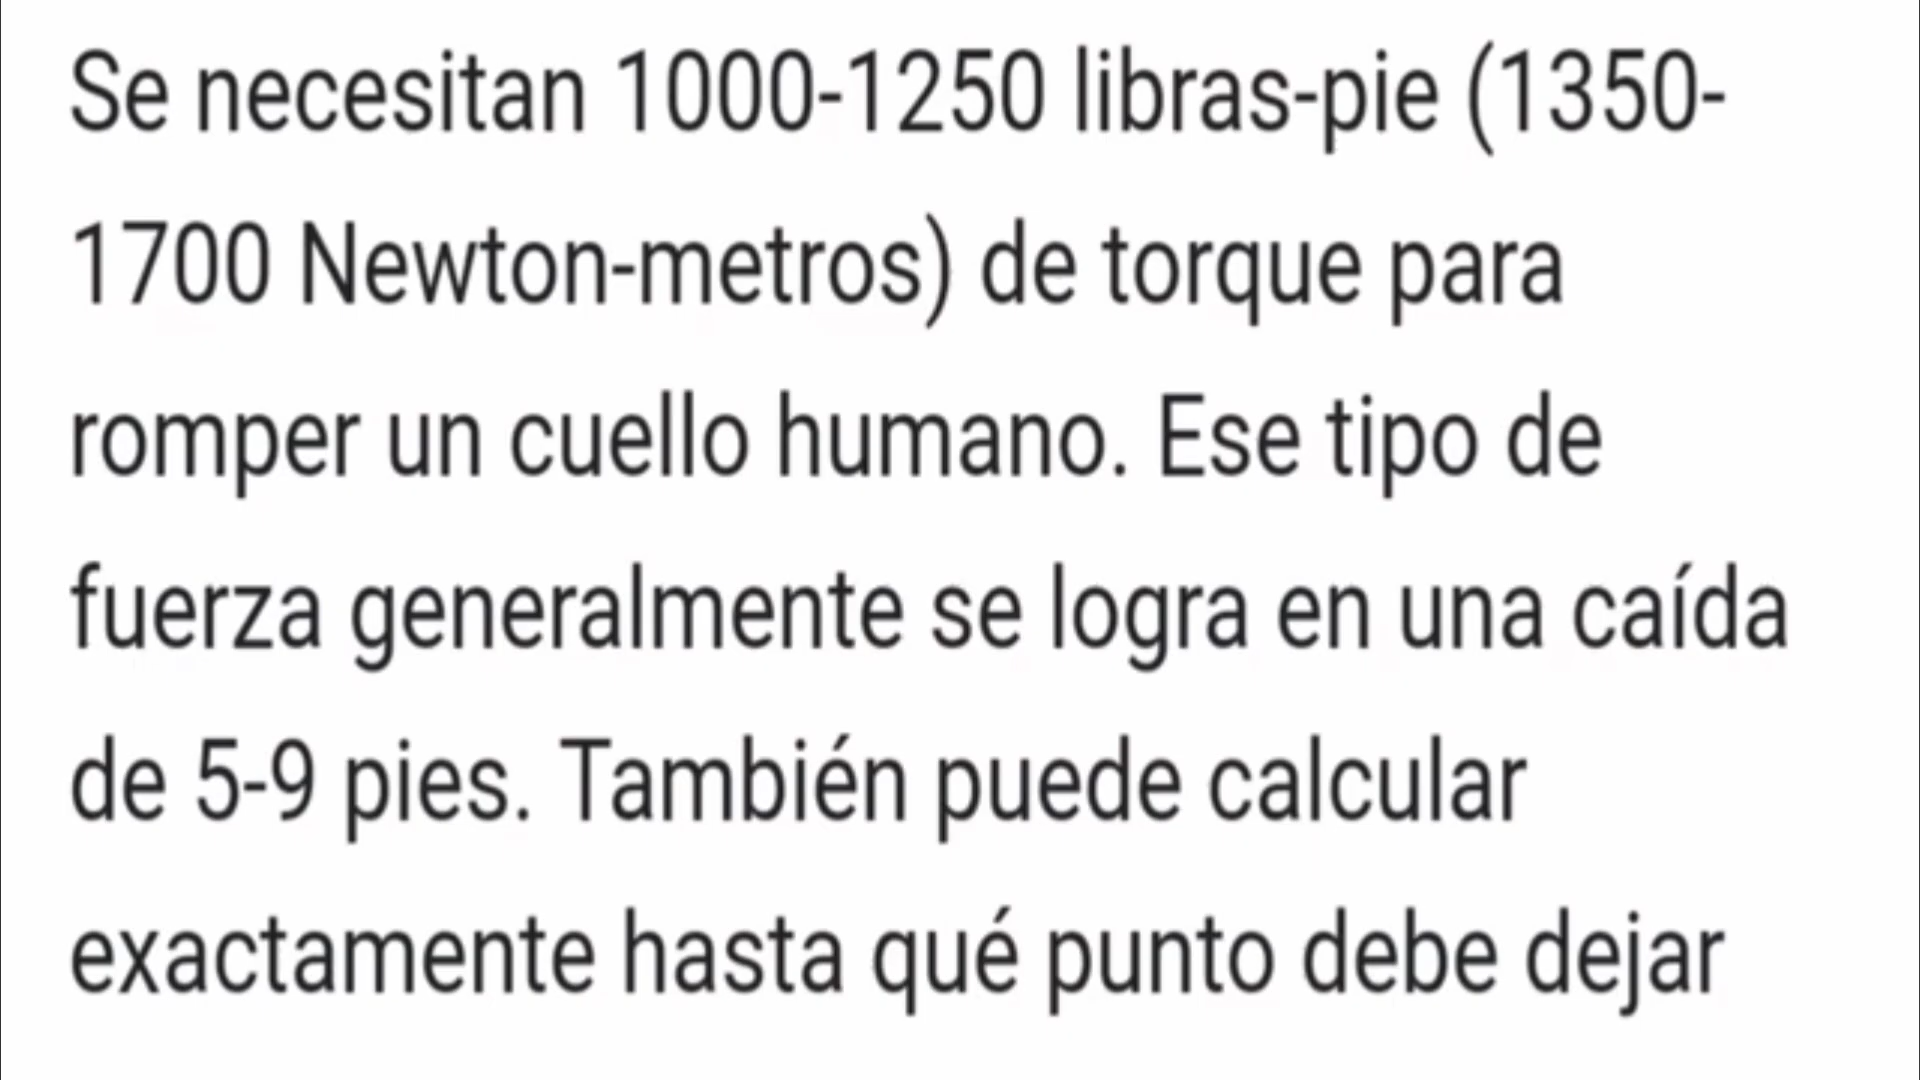 Se necesitan 1000-1250 libras-pie (1350-
1700 Newton-metros) de torque para
romper un cuello humano. Ese tipo de
fuerza generalmente se logra en una caída
de 5-9 pies. También puede calcular
exactamente hasta qué punto debe dejar